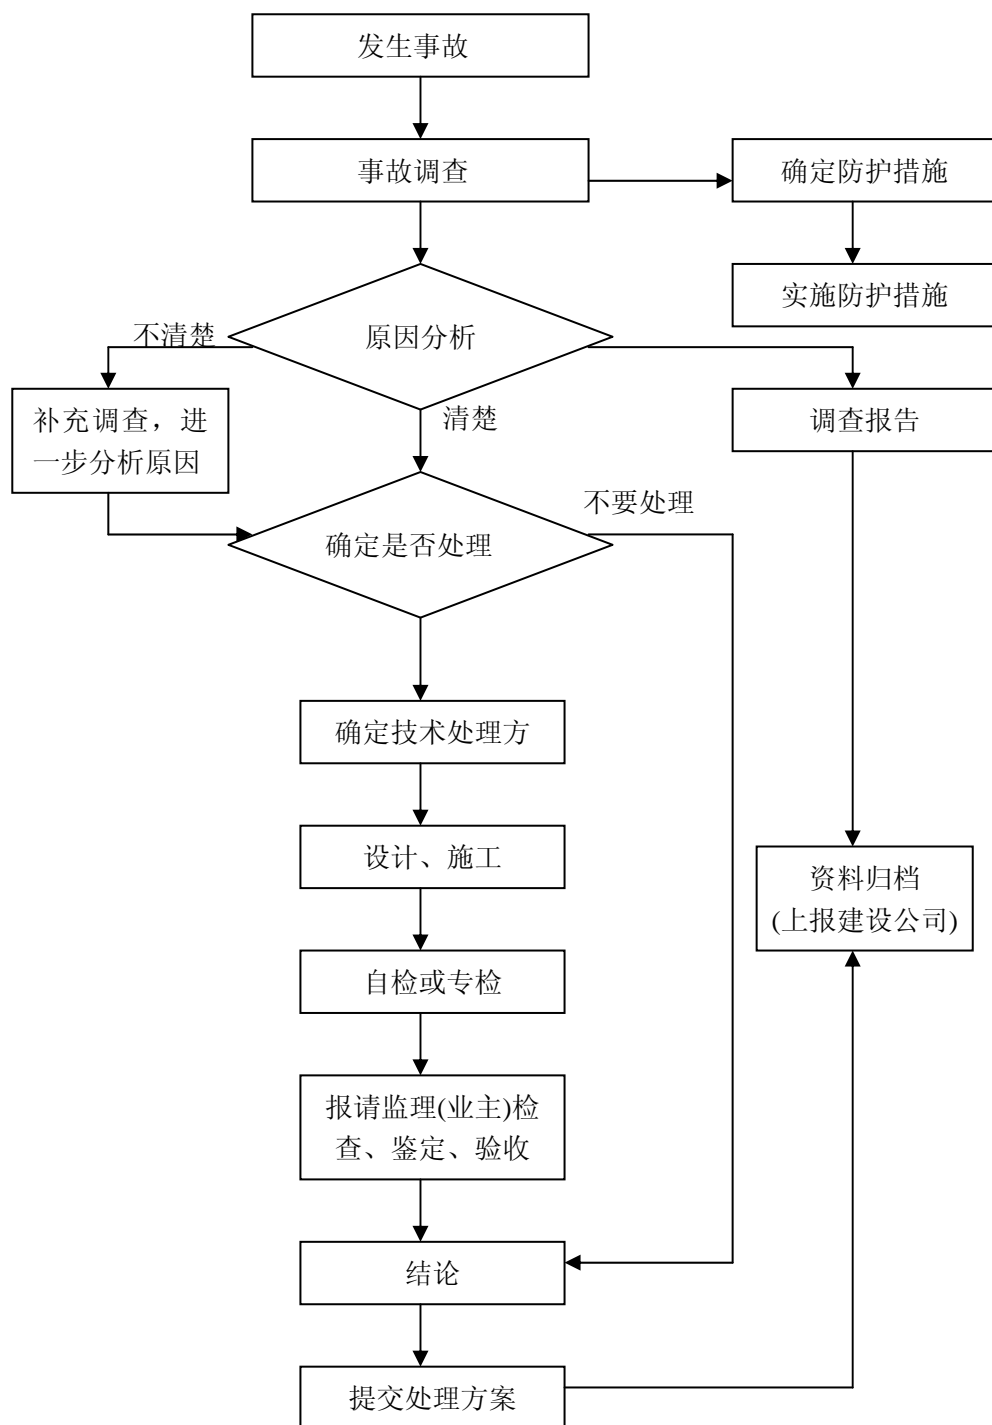 发生事故
事故调查
确定防护措施
实施防护措施
原因分析
不清楚
补充调查，进
一步分析原因
清楚
调查报告
不要处理
确定是否处理
确定技术处理方
设计、施工
资料归档
(上报建设公司)
自检或专检
报请监理(业主)检
查、鉴定、验收
结论
提交处理方案